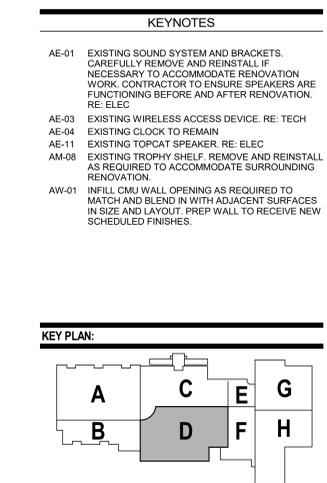 KEYNOTES
AE-01 EXISTING SOUND SYSTEM AND BRACKETS.
CAREFULLY REMOVE AND REINSTALL IF
NECESSARY TO ACCOMMODATE RENOVATION
WORK. CONTRACTOR TO ENSURE SPEAKERS ARE
FUNCTIONING BEFORE AND AFTER RENOVATION.
RE: ELEC
AE-03 EXISTING WIRELESS ACCESS DEVICE. RE: TECH
AE-04 EXISTING CLOCK TO REMAIN
AE-11 EXISTING TOPCAT SPEAKER. RE: ELEC
AM-08 EXISTING TROPHY SHELF. REMOVE AND REINSTALL
AS REQUIRED TO ACCOMMODATE SURROUNDING
RENOVATION.
AW-01 INFILL CMU WALL OPENING AS REQUIRED TO
MATCH AND BLEND IN WITH ADJACENT SURFACES
IN SIZE AND LAYOUT. PREP WALL TO RECEIVE NEW
SCHEDULED FINISHES.
KEY PLAN:
A C E G
B D F H